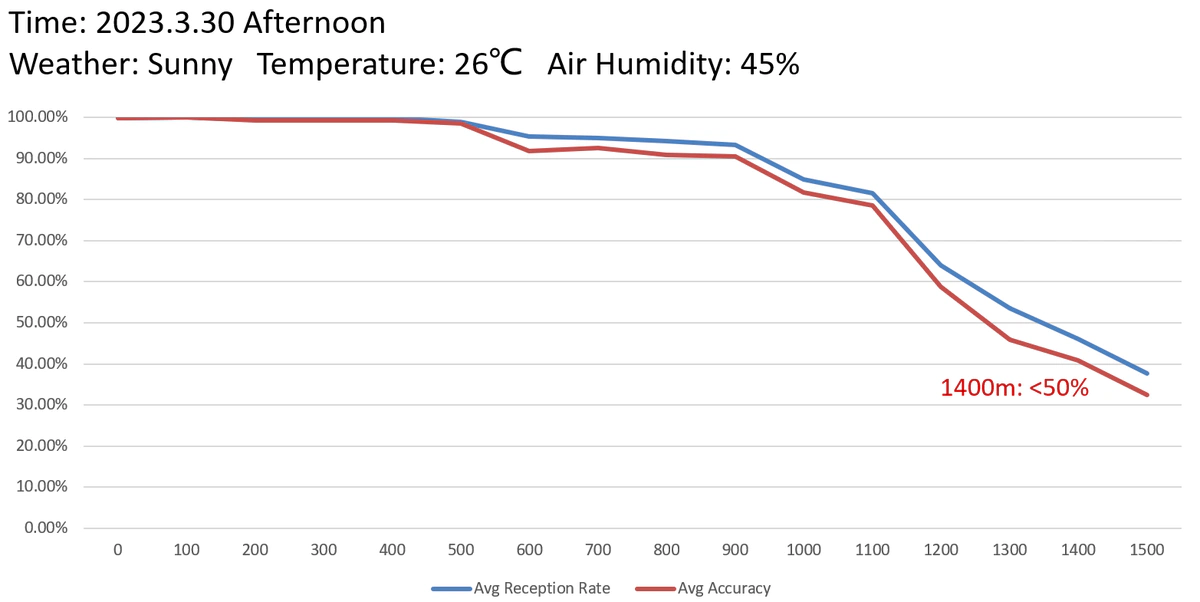 Time: 2023.3.30 Afternoon
Weather: Sunny Temperature: 26℃ Air Humidity: 45%
100.00%
90.00%
80.00%
70.00%
60.00%
50.00%
40.00%
1400m: <50%
30.00%
20.00%
10.00%
0.00%
0 100 200 300 400 500 600 700 800 900 1000 1100 1200 1300 1400 1500
Avg Reception Rate Avg Accuracy